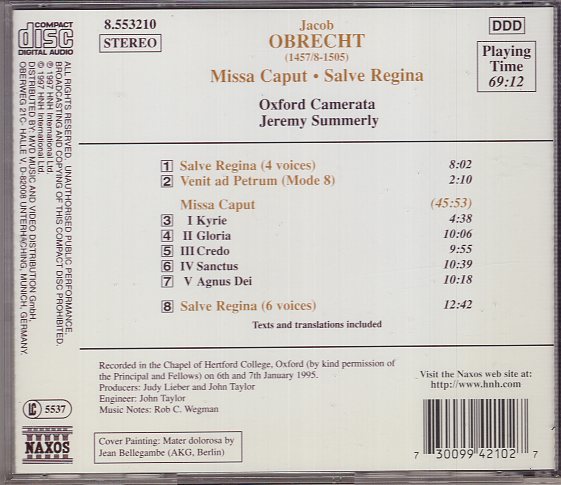 COMPACT
disc
DIGITAL AUDIO
8.553210
STEREO
Jacob
OBRECHT
(1457/8-1505)
Missa Caput • Salve Regina
Oxford Camerata
Jeremy Summerly
DDD
Playing
Time
69:12
1 Salve Regina (4 voices) 8:02
2 Venit ad Petrum (Mode 8) 2:10
Missa Caput (45:53)
3 I Kyrie 4:38
4 II Gloria 10:06
5 III Credo 9:55
6 IV Sanctus 10:39
7 V Agnus Dei 10:18
8 Salve Regina (6 voices) 12:42
Texts and translations included
Recorded in the Chapel of Hertford College, Oxford (by kind permission of
the Principal and Fellows) on 6th and 7th January 1995.
Producers: Judy Lieber and John Taylor
Engineer: John Taylor
Music Notes: Rob C. Wegman
Cover Painting: Mater dolorosa by
Jean Bellegambe (AKG, Berlin)
Visit the Naxos web site at:
http://www.hnh.com
7 30099 42102 7
ALL RIGHTS RESERVED. UNAUTHORISED PUBLIC PERFORMANCE,
BROADCASTING AND COPYING OF THIS COMPACT DISC PROHIBITED.
℗ 1997 HNH International Ltd.
© 1997 HNH International Ltd.
DISTRIBUTED BY: MVD MUSIC AND VIDEO DISTRIBUTION GmbH,
OBERWEG 21C- HALLE V, D-82008 UNTERHACHING, MUNICH, GERMANY.
LC 5537
NAXOS